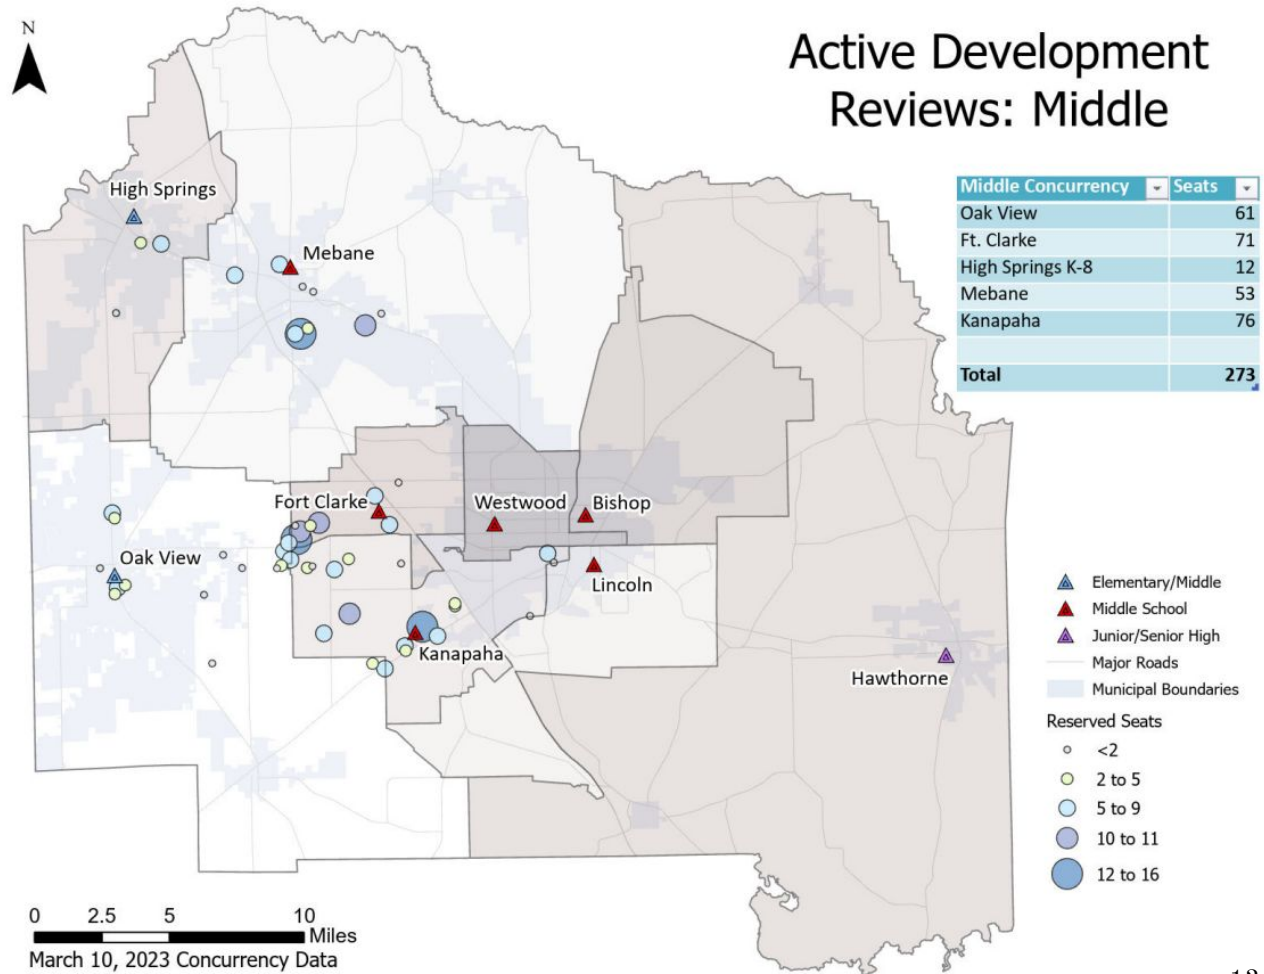 N
Active Development
Reviews: Middle
Middle Concurrency Seats
Oak View 61
Ft. Clarke 71
High Springs K-8 12
Mebane 53
Kanapaha 76
Total 273
High Springs
Mebane
Fort Clarke
Westwood
Bishop
Oak View
Lincoln
Kanapaha
Hawthorne
Elementary/Middle
Middle School
Junior/Senior High
Major Roads
Municipal Boundaries
Reserved Seats
<2
2 to 5
5 to 9
10 to 11
12 to 16
0 2.5 5 10
Miles
March 10, 2023 Concurrency Data